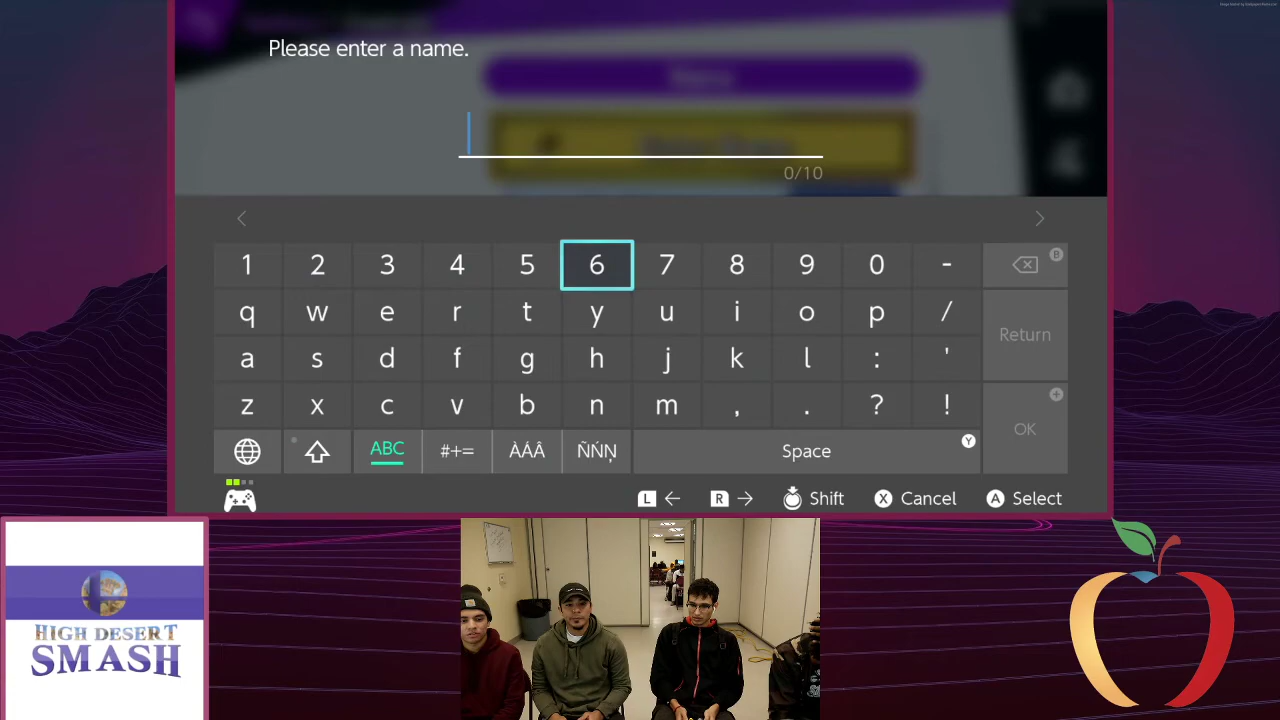 Please enter a name.
0/10
1 2 3 4 5 6 7 8 9 0 -
q w e r t y u i o p /
a s d f g h j k l : '
z x c v b n m , . ? !
B
Return
+
OK
ABC #+= ÀÁÂ ÑŃŅ Space Y
L ← R → Shift X Cancel A Select
HIGH DESERT
SMASH